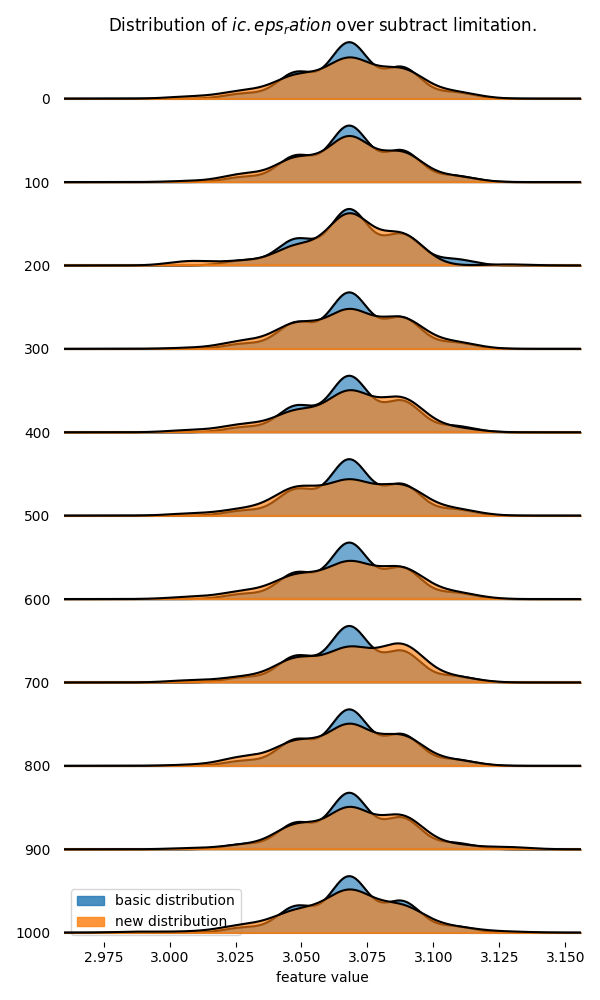 Distribution of ic.eps_ration over subtract limitation.
0
100
200
300
400
500
600
700
800
900
1000
basic distribution
new distribution
2.975 3.000 3.025 3.050 3.075 3.100 3.125 3.150
feature value